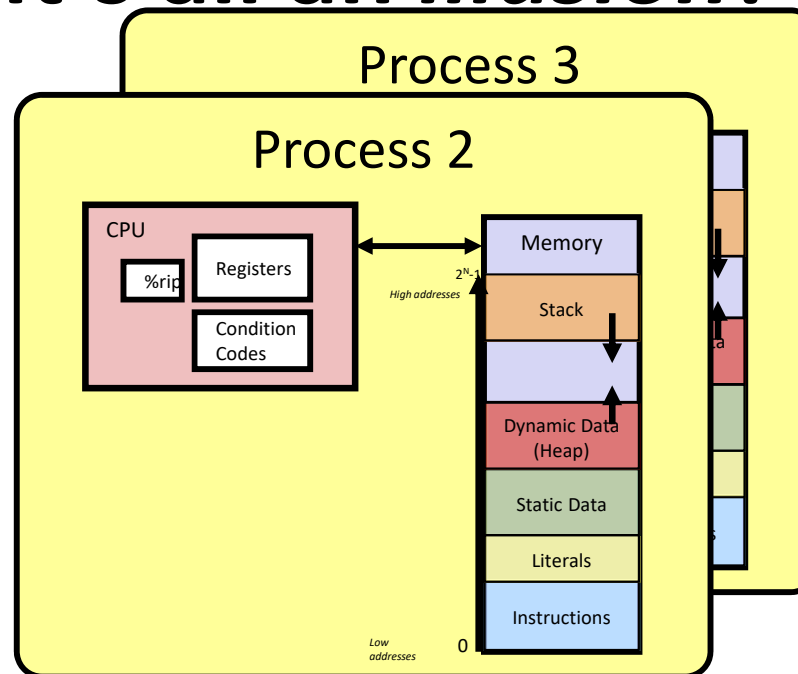 Process 3
Process 2
CPU
%rip
Registers
Condition
Codes
Memory
2ᴺ-1
High addresses
Stack
Dynamic Data
(Heap)
Static Data
Literals
Instructions
Low
addresses
0